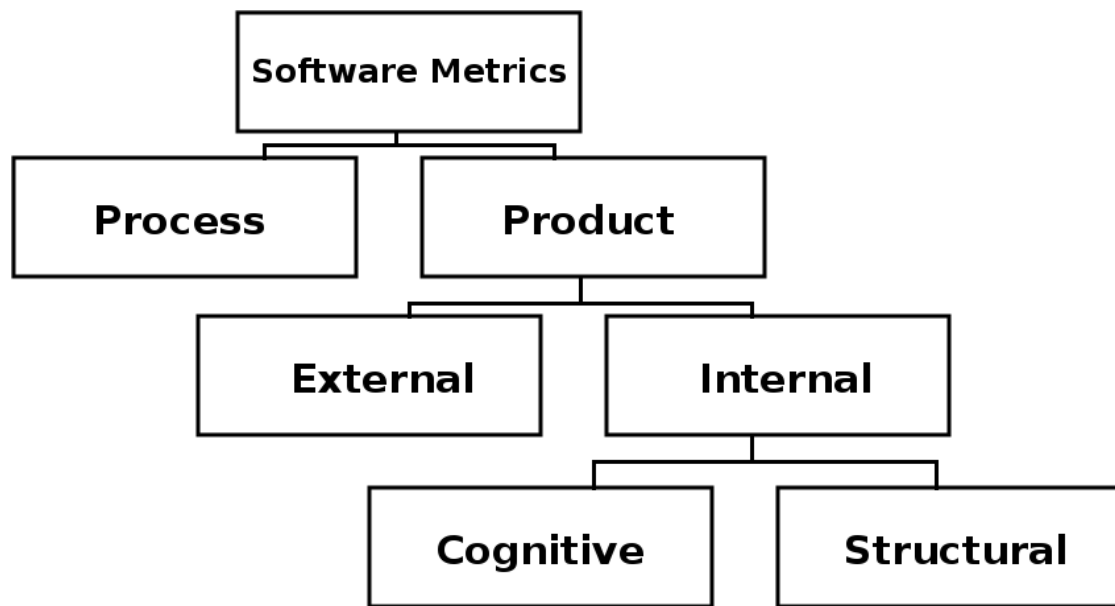 Software Metrics
Process
Product
External
Internal
Cognitive
Structural